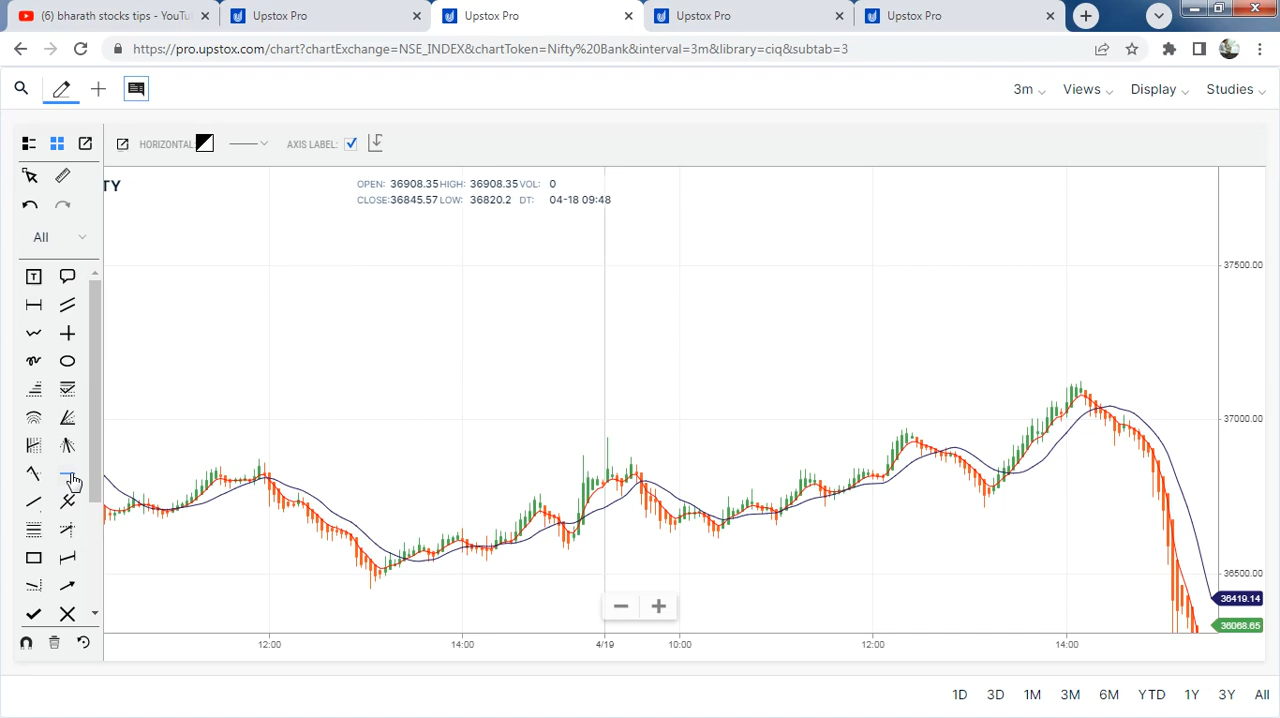 (6) bharath stocks tips - YouTu
Upstox Pro
Upstox Pro
Upstox Pro
Upstox Pro
https://pro.upstox.com/chart?chartExchange=NSE_INDEX&chartToken=Nifty%20Bank&interval=3m&library=ciq&subtab=3
3m Views Display Studies
HORIZONTAL: AXIS LABEL:
TY
OPEN: 36908.35 HIGH: 36908.35 VOL: 0
CLOSE: 36845.57 LOW: 36820.2 DT: 04-18 09:48
All
37500.00
37000.00
36500.00
36419.14
36068.65
12:00 14:00 4/19 10:00 12:00 14:00
1D 3D 1M 3M 6M YTD 1Y 3Y All